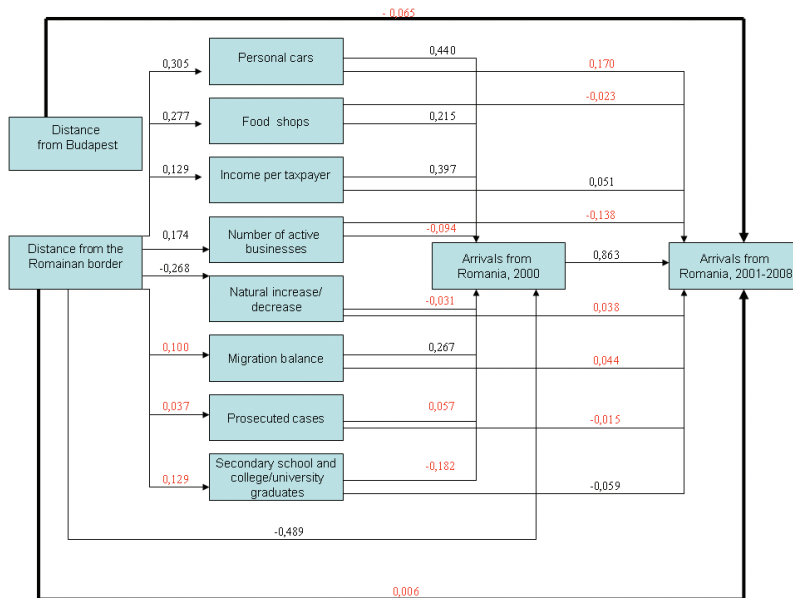 - 0,065
0,305
Personal cars
0,440
0,170
-0,023
Distance
from Budapest
0,277
Food  shops
0,215
0,129
Income per taxpayer
0,397
0,051
-0,138
Distance from the
Romainan border
0,174
Number of active
businesses
-0,094
Arrivals from
Romania, 2000
0,863
Arrivals from
Romania, 2001-2008
-0,268
Natural increase/
decrease
-0,031
0,038
0,100
Migration balance
0,267
0,044
0,037
Prosecuted cases
0,057
-0,015
0,129
Secondary school and
college/university
graduates
-0,182
-0,059
-0,489
0,006